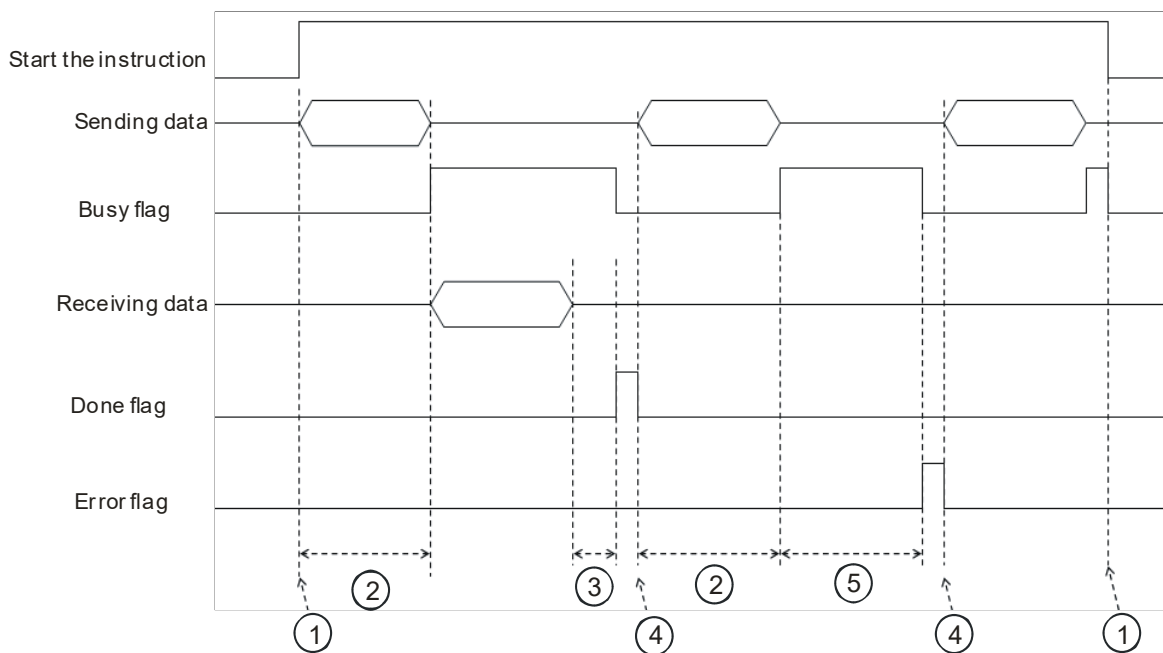 Start the instruction
Sending data
Busy flag
Receiving data
Done flag
Error flag
2 3 2 5
1 4 4 1